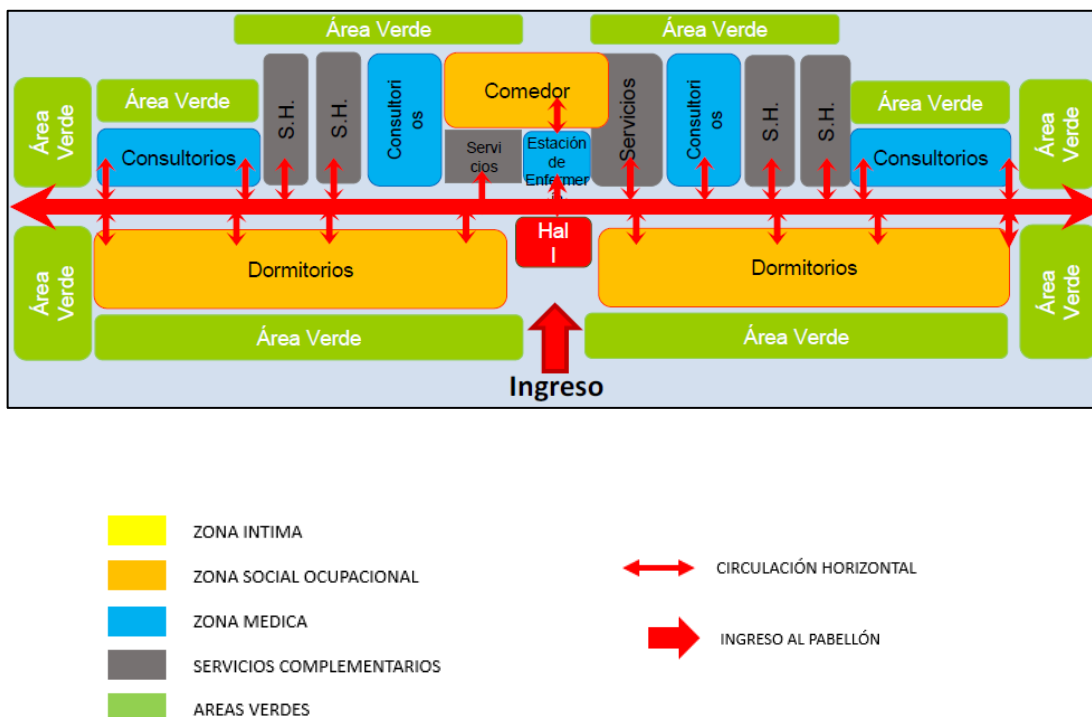 Área Verde
Área Verde
Área
Verde
Área Verde
S.H.
S.H.
Consultori
os
Comedor
Servicios
Consultori
os
S.H.
S.H.
Área Verde
Área
Verde
Consultorios
Servi
cios
Estación
de
Enfermer
Consultorios
Hal
l
Área
Verde
Dormitorios
Dormitorios
Área
Verde
Área Verde
Área Verde
Ingreso
ZONA INTIMA
ZONA SOCIAL OCUPACIONAL
ZONA MEDICA
SERVICIOS COMPLEMENTARIOS
AREAS VERDES
CIRCULACIÓN HORIZONTAL
INGRESO AL PABELLÓN